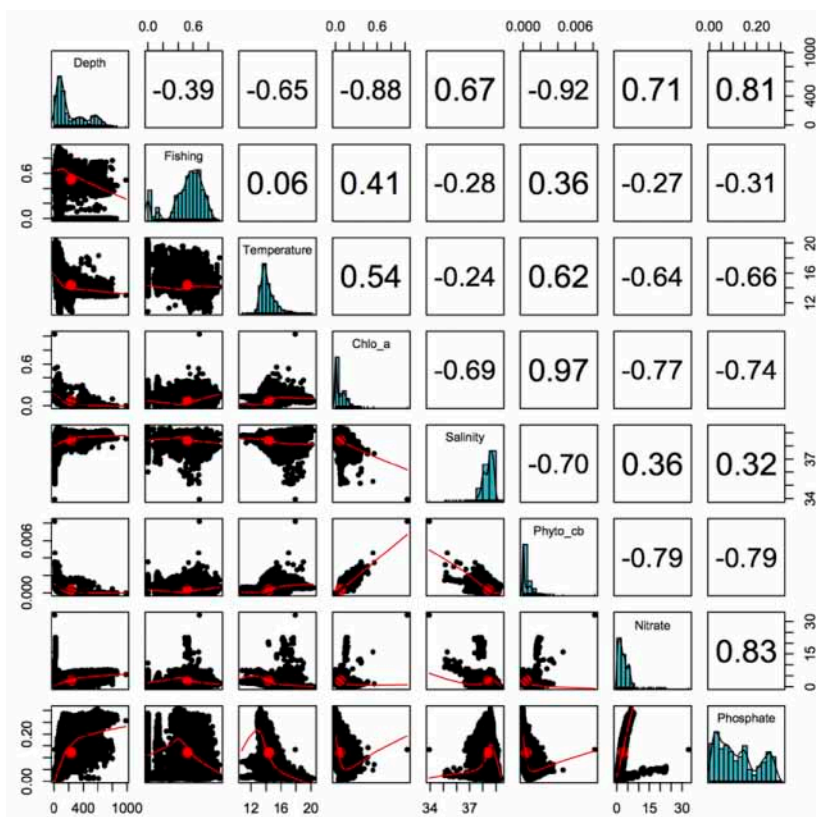 0.0 0.6 0.0 0.6 0.000 0.006 0.00 0.20
Depth -0.39 -0.65 -0.88 0.67 -0.92 0.71 0.81 0 400 1000
0.0 0.6 Fishing 0.06 0.41 -0.28 0.36 -0.27 -0.31
Temperature 0.54 -0.24 0.62 -0.64 -0.66 12 16 20
0.0 0.6 Chlo_a -0.69 0.97 -0.77 -0.74
Salinity -0.70 0.36 0.32 34 37
0.000 0.006 Phyto_cb -0.79 -0.79
Nitrate 0.83 0 15 30
0.00 0.20 Phosphate
0 400 1000 12 16 20 34 37 0 15 30